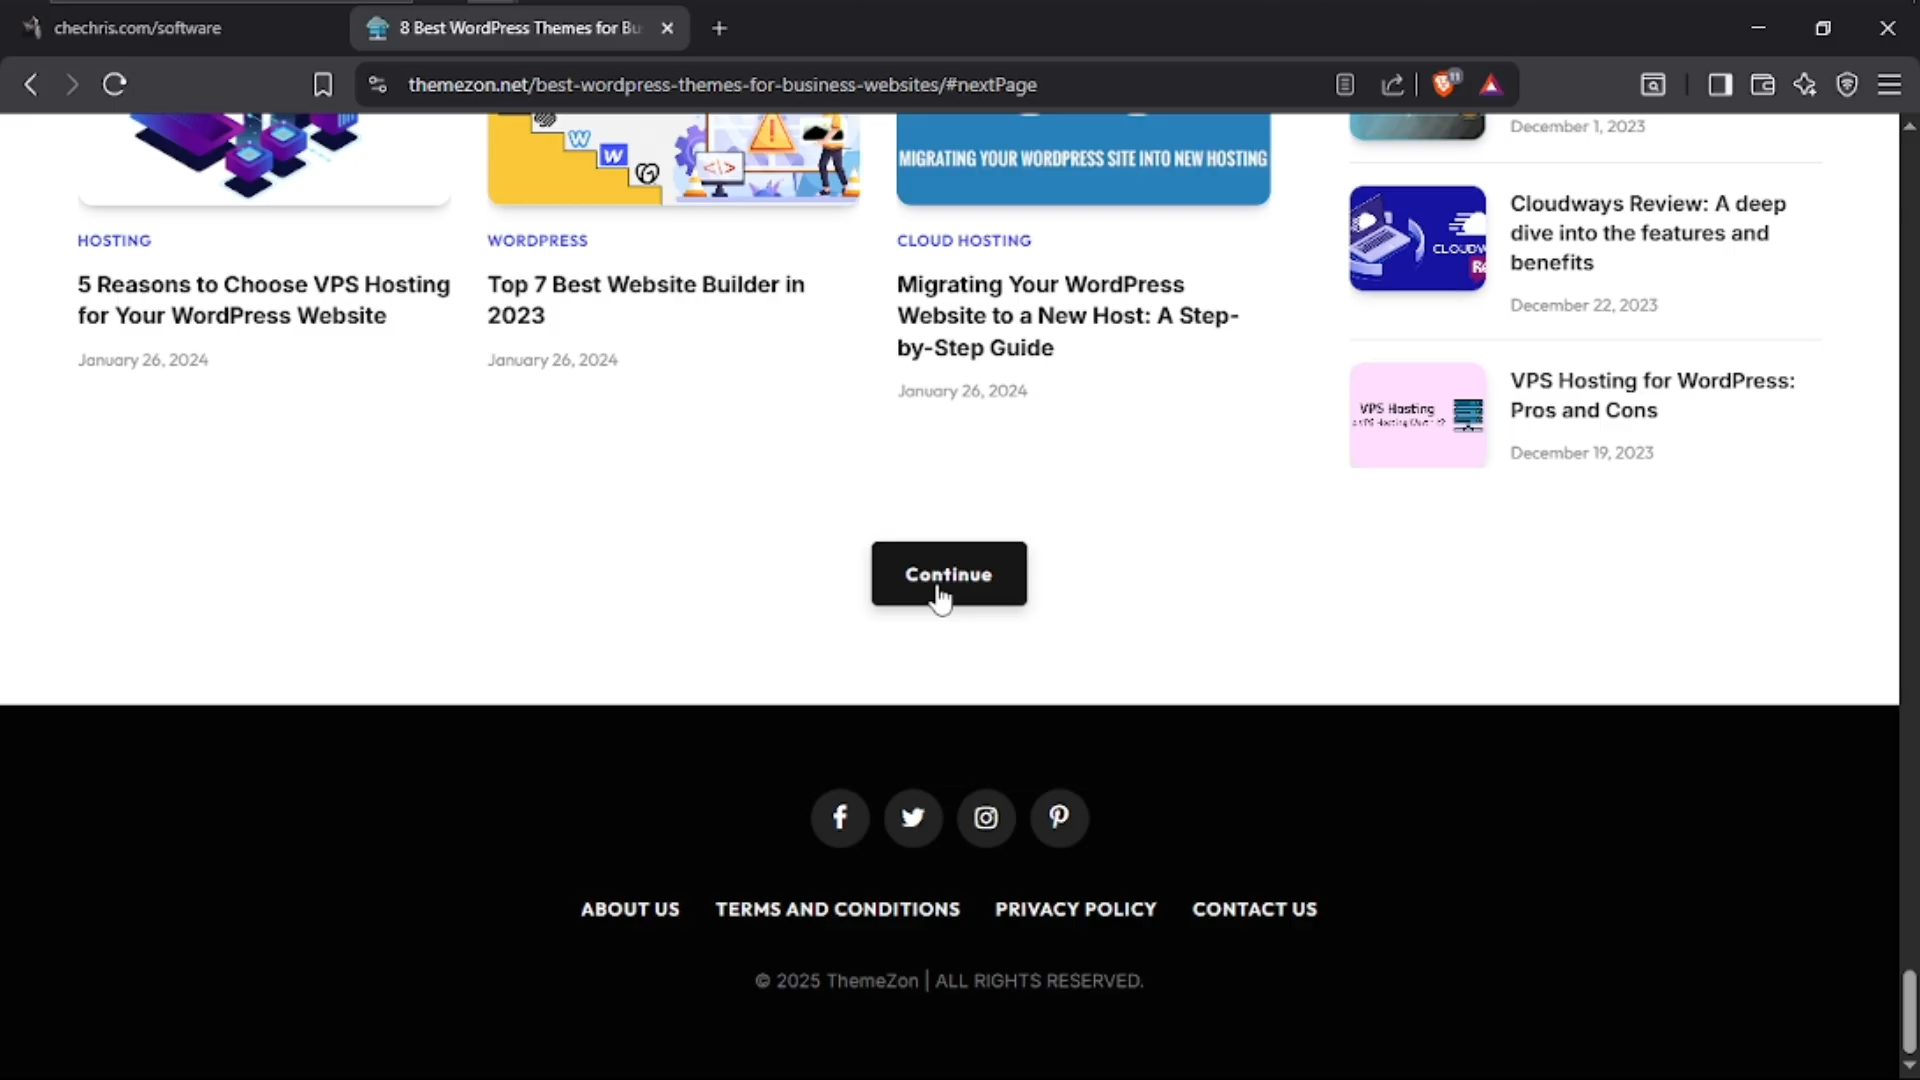 chechris.com/software
8 Best WordPress Themes for Bu
themezon.net/best-wordpress-themes-for-business-websites/#nextPage
11
MIGRATING YOUR WORDPRESS SITE INTO NEW HOSTING
HOSTING
5 Reasons to Choose VPS Hosting
for Your WordPress Website
January 26, 2024
WORDPRESS
Top 7 Best Website Builder in
2023
January 26, 2024
CLOUD HOSTING
Migrating Your WordPress
Website to a New Host: A Step-
by-Step Guide
January 26, 2024
December 1, 2023
CLOUDW
Re
Cloudways Review: A deep
dive into the features and
benefits
December 22, 2023
VPS Hosting
VPS Hosting for WordPress:
Pros and Cons
December 19, 2023
Continue
ABOUT US TERMS AND CONDITIONS PRIVACY POLICY CONTACT US
© 2025 ThemeZon | ALL RIGHTS RESERVED.